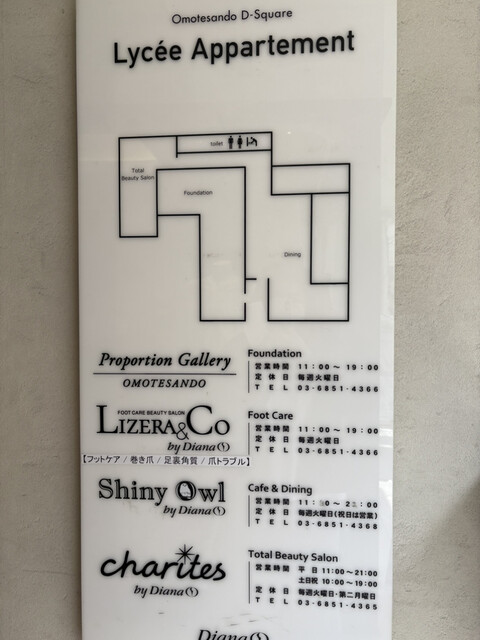 Omotesando D-Square
Lycée Appartement
toilet
Total
Beauty Salon
Foundation
Dining
Proportion Gallery
OMOTESANDO
Foundation
営業時間 11:00〜19:00
定休日 毎週火曜日
TEL 03-6851-4366
FOOT CARE BEAUTY SALON
LIZERA&Co
by Diana
【フットケア / 巻き爪 / 足裏角質 / 爪トラブル】
Foot Care
営業時間 11:00〜19:00
定休日 毎週火曜日
TEL 03-6851-4366
Shiny Owl
by Diana
Cafe & Dining
営業時間
定休日 毎週火曜日(祝日は営業)
TEL 03-6851-4368
charites
by Diana
Total Beauty Salon
営業時間 平日 11:00〜21:00
土日祝 10:00〜19:00
定休日 毎週火曜日・第二月曜日
TEL 03-6851-4365
Diana